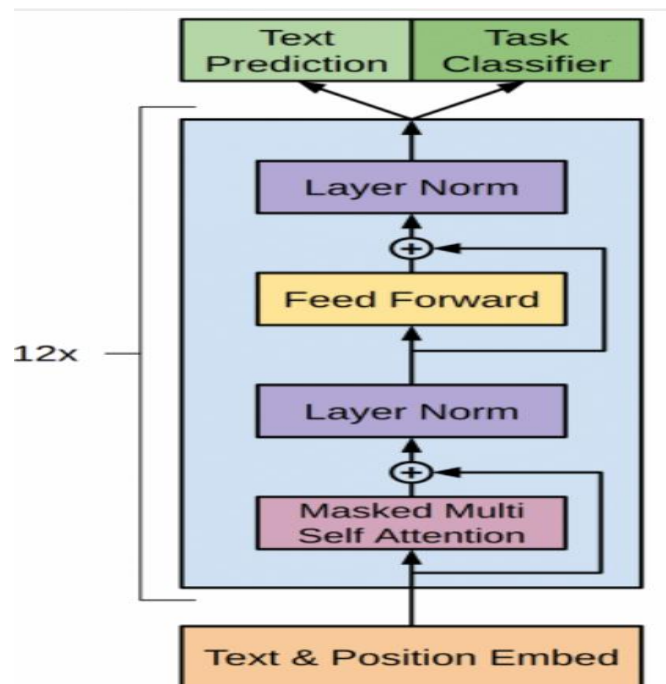 Text
Prediction
Task
Classifier
Layer Norm
Feed Forward
12x
Layer Norm
Masked Multi
Self Attention
Text & Position Embed